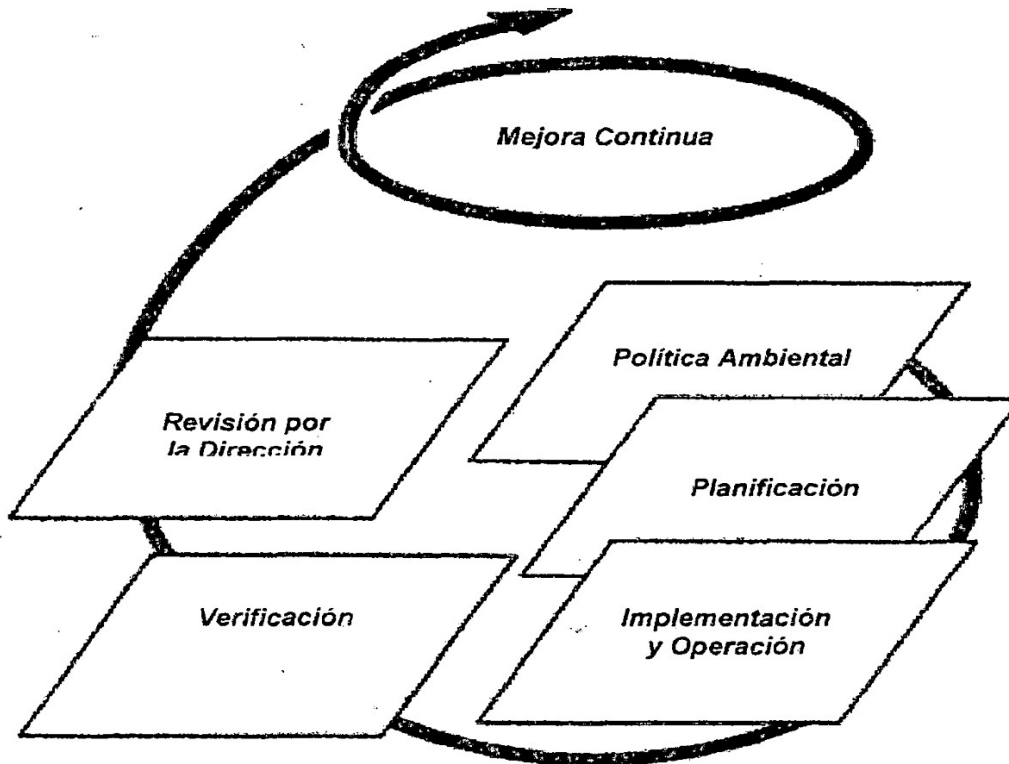 Mejora Continua
Política Ambiental
Revisión por
la Dirección
Planificación
Verificación
Implementación
y Operación